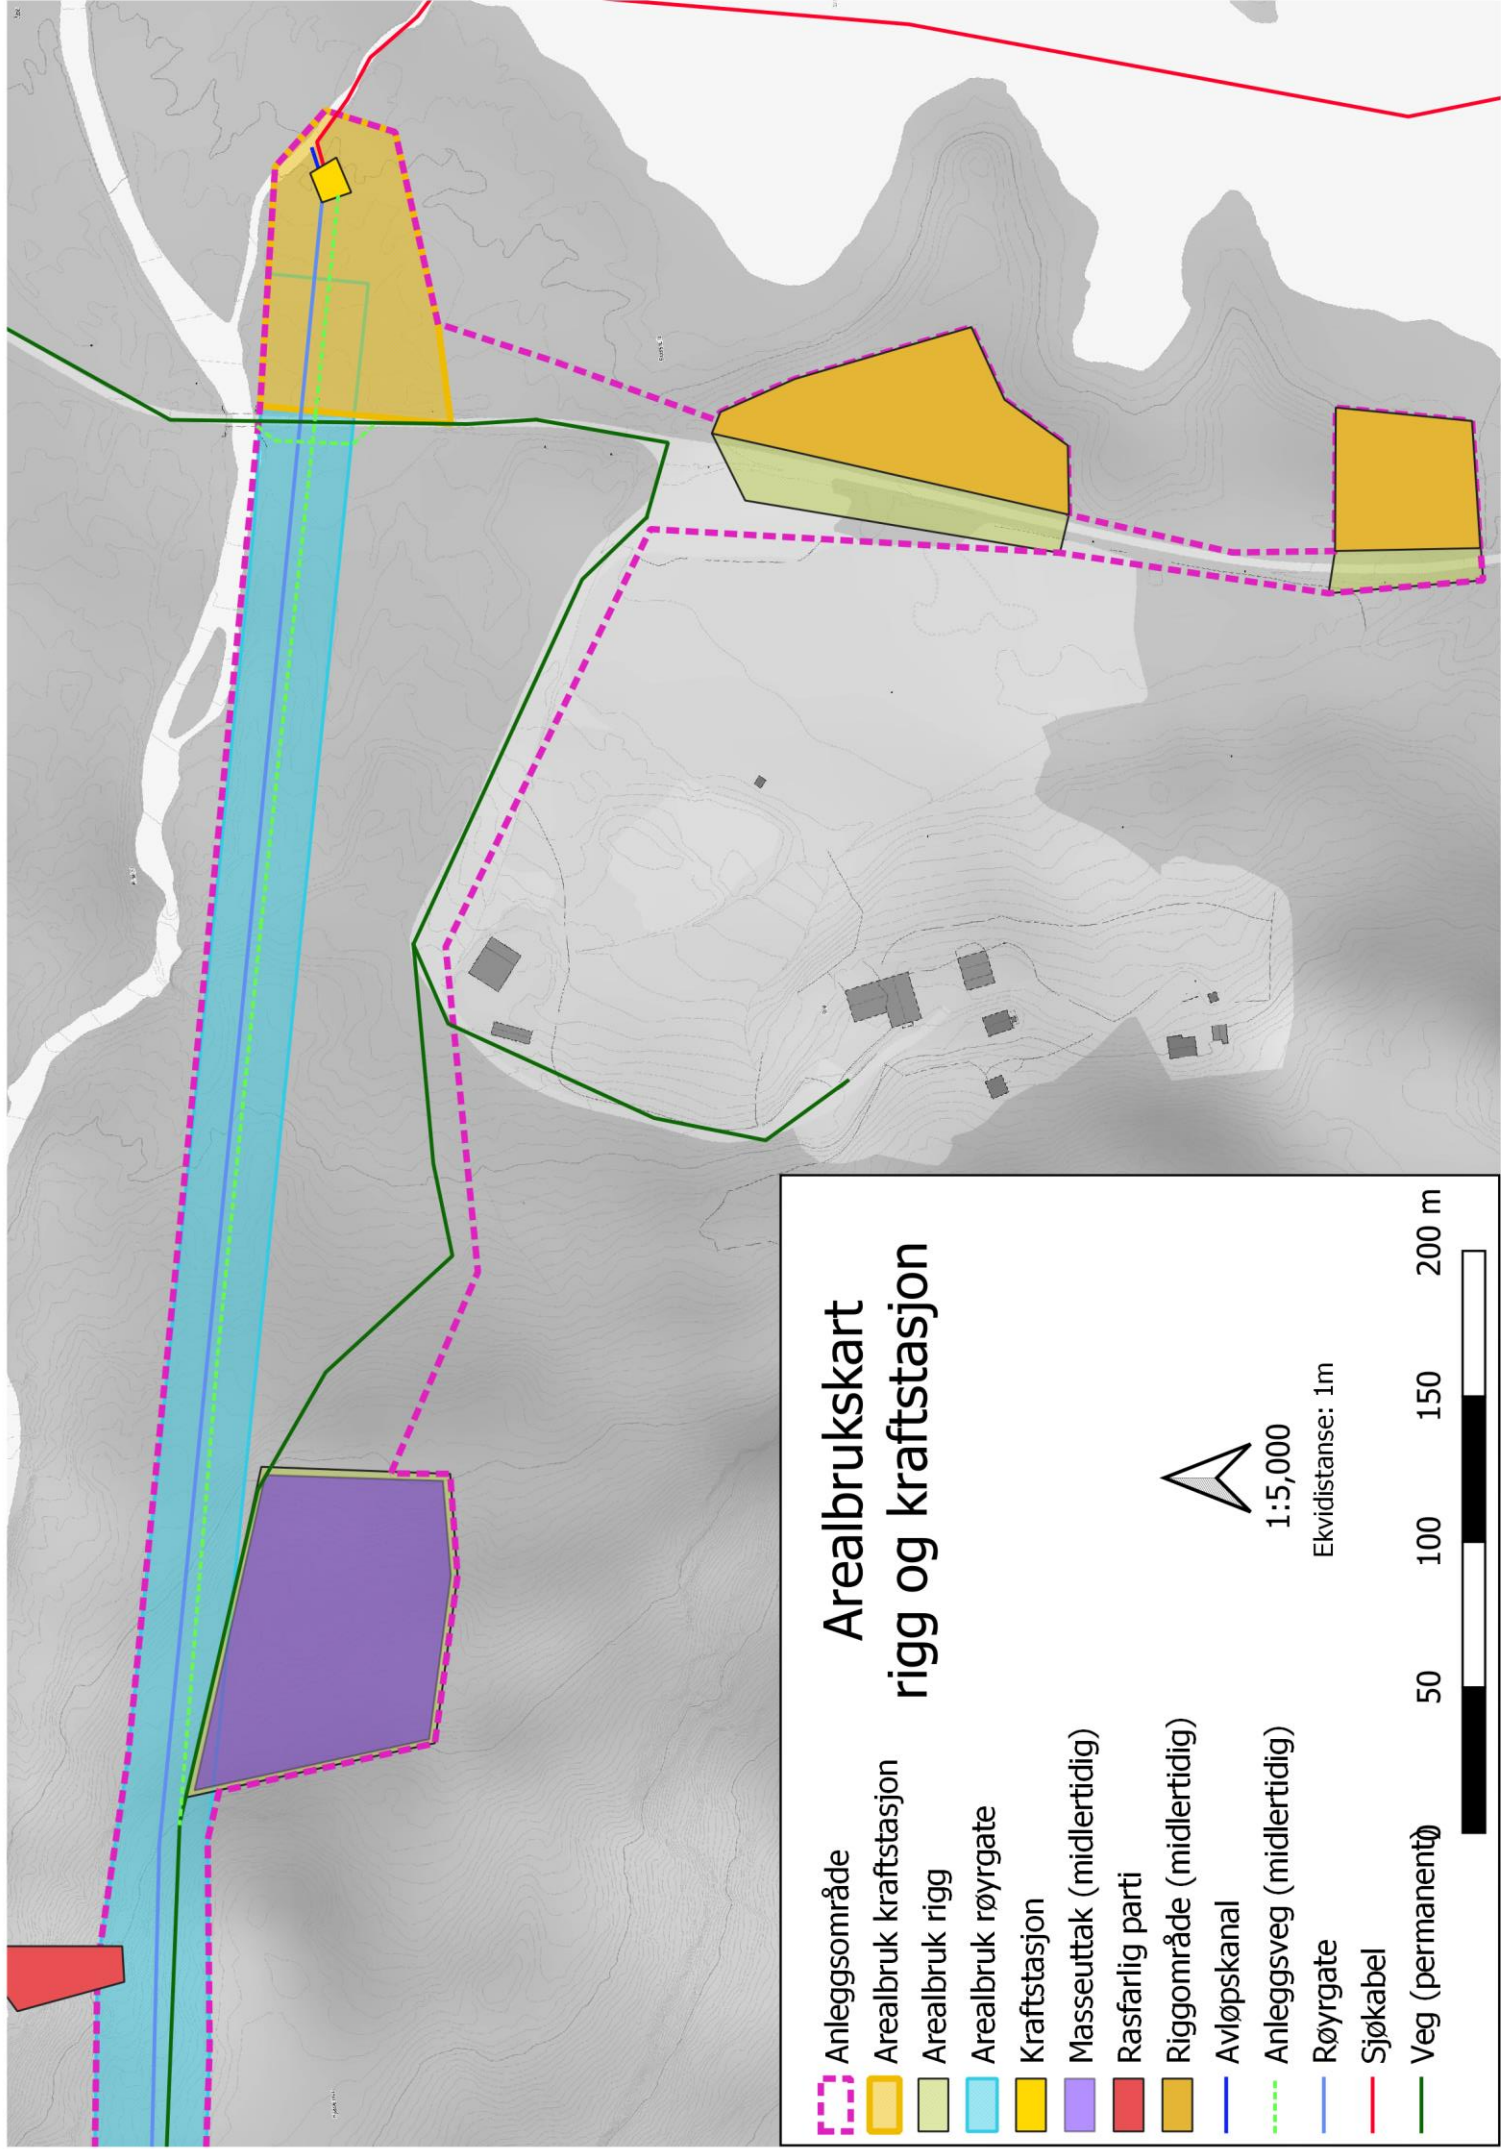 Arealbrukskart
rigg og kraftstasjon
Anleggsområde
Arealbruk kraftstasjon
Arealbruk rigg
Arealbruk røyrgate
Kraftstasjon
Masseuttak (midlertidig)
Rasfarlig parti
Riggområde (midlertidig)
Avløpskanal
Anleggsveg (midlertidig)
Røyrgate
Sjøkabel
Veg (permanent)
1:5,000
Ekvidistanse: 1m
0 50 100 150 200 m